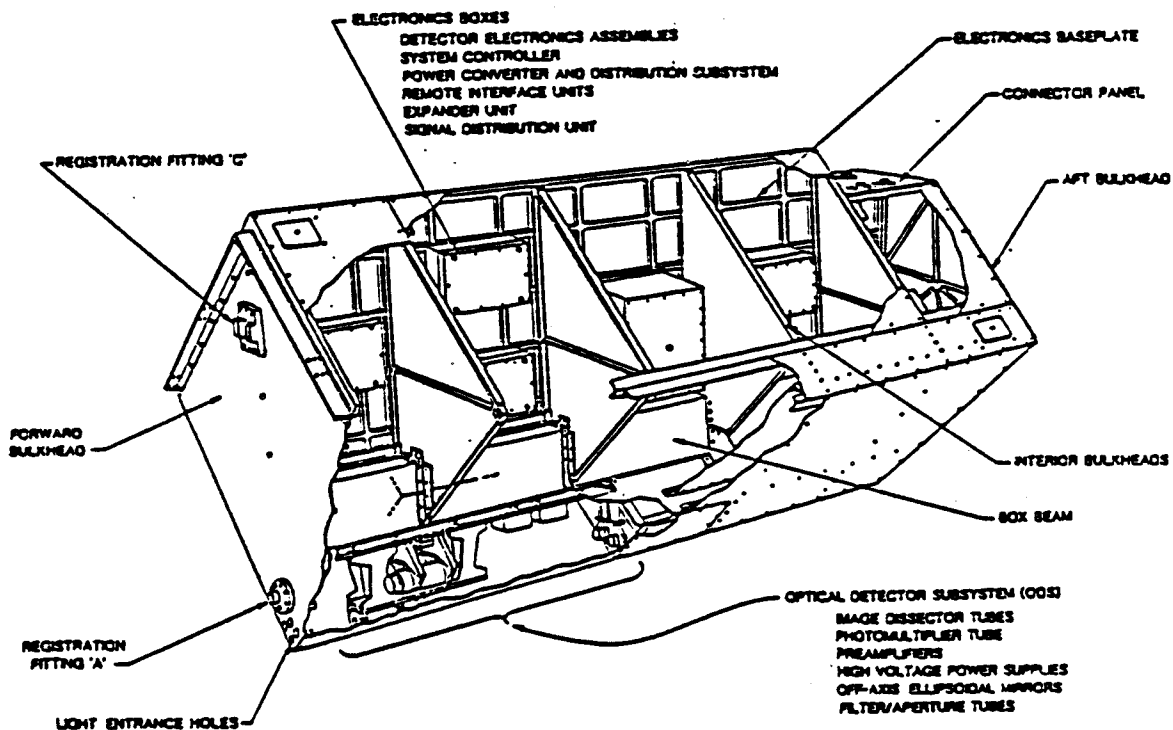 ELECTRONICS BOXES
DETECTOR ELECTRONICS ASSEMBLIES
SYSTEM CONTROLLER
POWER CONVERTER AND DISTRIBUTION SUBSYSTEM
REMOTE INTERFACE UNITS
EXPANDER UNIT
SIGNAL DISTRIBUTION UNIT
ELECTRONICS BASEPLATE
CONNECTOR PANEL
REGISTRATION FITTING 'C'
AFT BULKHEAD
FORWARD
BULKHEAD
INTERIOR BULKHEADS
BOX BEAM
OPTICAL DETECTOR SUBSYSTEM (ODS)
IMAGE DISSECTOR TUBES
PHOTOMULTIPLIER TUBE
PREAMPLIFIERS
HIGH VOLTAGE POWER SUPPLIES
OFF-AXIS ELLIPSOIDAL MIRRORS
FILTER/APERTURE TUBES
REGISTRATION
FITTING 'A'
LIGHT ENTRANCE HOLES